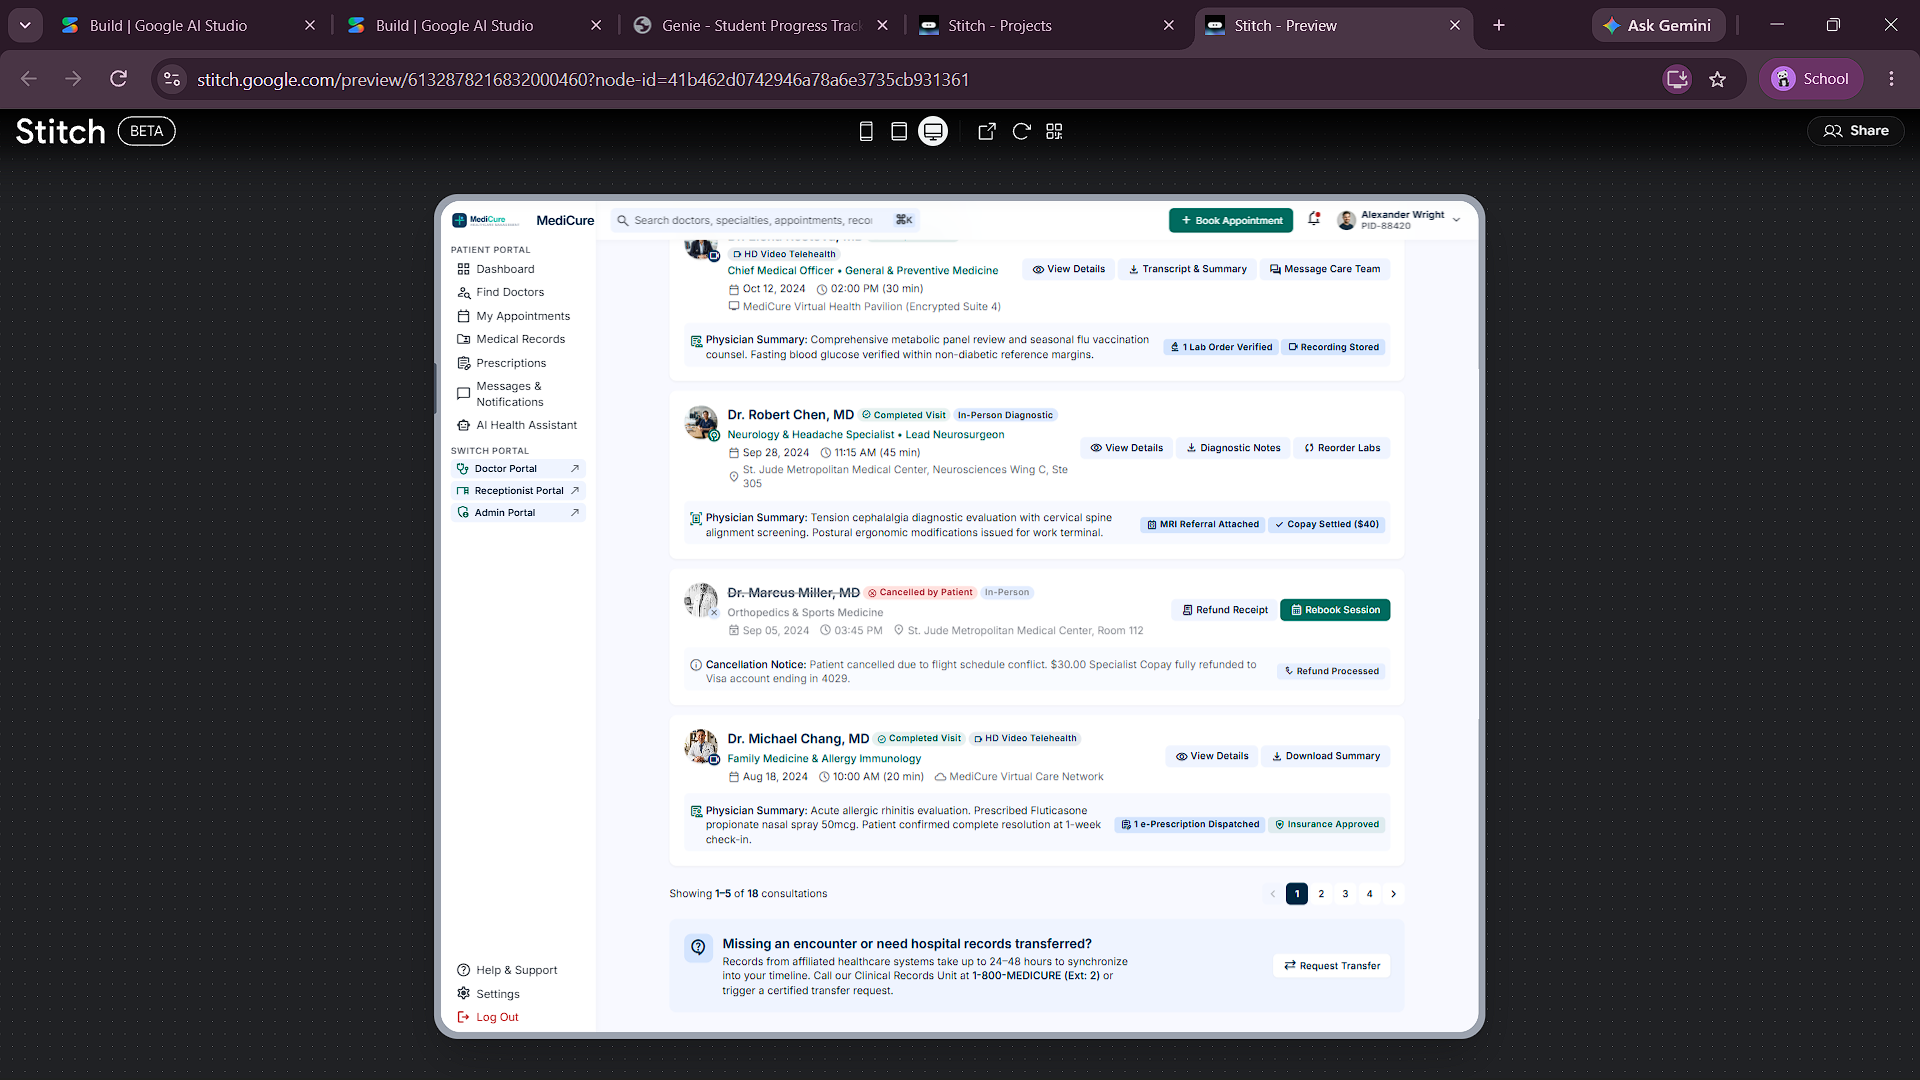 Build | Google AI Studio
Build | Google AI Studio
Genie - Student Progress Track
Stitch - Projects
Stitch - Preview
Ask Gemini
stitch.google.com/preview/6132878216832000460?node-id=41b462d0742946a78a6e3735cb931361
School
Stitch BETA
Share
MediCure
MediCure
Search doctors, specialties, appointments, recor
⌘K
+ Book Appointment
Alexander Wright
PID-88420
PATIENT PORTAL
Dashboard
Find Doctors
My Appointments
Medical Records
Prescriptions
Messages &
Notifications
AI Health Assistant
SWITCH PORTAL
Doctor Portal
Receptionist Portal
Admin Portal
Help & Support
Settings
Log Out
HD Video Telehealth
Chief Medical Officer • General & Preventive Medicine
Oct 12, 2024 02:00 PM (30 min)
MediCure Virtual Health Pavilion (Encrypted Suite 4)
View Details
Transcript & Summary
Message Care Team
Physician Summary: Comprehensive metabolic panel review and seasonal flu vaccination
counsel. Fasting blood glucose verified within non-diabetic reference margins.
1 Lab Order Verified
Recording Stored
Dr. Robert Chen, MD Completed Visit In-Person Diagnostic
Neurology & Headache Specialist • Lead Neurosurgeon
Sep 28, 2024 11:15 AM (45 min)
St. Jude Metropolitan Medical Center, Neurosciences Wing C, Ste
305
View Details
Diagnostic Notes
Reorder Labs
Physician Summary: Tension cephalalgia diagnostic evaluation with cervical spine
alignment screening. Postural ergonomic modifications issued for work terminal.
MRI Referral Attached
Copay Settled ($40)
Dr. Marcus Miller, MD Cancelled by Patient In-Person
Orthopedics & Sports Medicine
Sep 05, 2024 03:45 PM St. Jude Metropolitan Medical Center, Room 112
Refund Receipt
Rebook Session
Cancellation Notice: Patient cancelled due to flight schedule conflict. $30.00 Specialist Copay fully refunded to
Visa account ending in 4029.
Refund Processed
Dr. Michael Chang, MD Completed Visit HD Video Telehealth
Family Medicine & Allergy Immunology
Aug 18, 2024 10:00 AM (20 min) MediCure Virtual Care Network
View Details
Download Summary
Physician Summary: Acute allergic rhinitis evaluation. Prescribed Fluticasone
propionate nasal spray 50mcg. Patient confirmed complete resolution at 1-week
check-in.
1 e-Prescription Dispatched
Insurance Approved
Showing 1–5 of 18 consultations
1 2 3 4
Missing an encounter or need hospital records transferred?
Records from affiliated healthcare systems take up to 24–48 hours to synchronize
into your timeline. Call our Clinical Records Unit at 1-800-MEDICURE (Ext: 2) or
trigger a certified transfer request.
Request Transfer